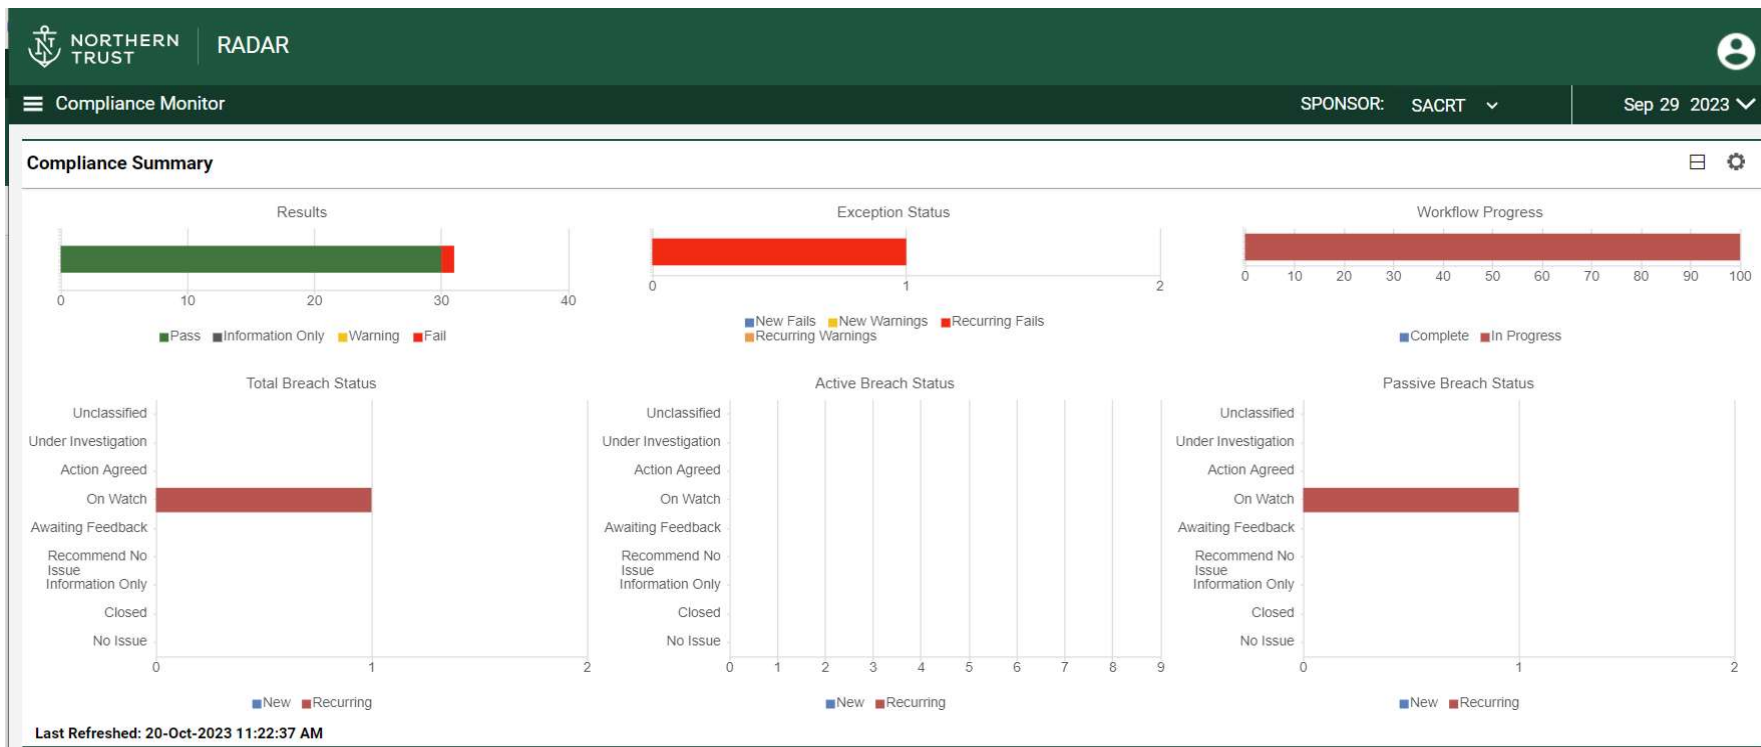 NORTHERN
TRUST
RADAR
Compliance Monitor
SPONSOR: SACRT
Sep 29 2023
Compliance Summary
Results
0 10 20 30 40
Pass Information Only Warning Fail
Exception Status
0 1 2
New Fails New Warnings Recurring Fails
Recurring Warnings
Workflow Progress
0 10 20 30 40 50 60 70 80 90 100
Complete In Progress
Total Breach Status
Unclassified
Under Investigation
Action Agreed
On Watch
Awaiting Feedback
Recommend No
Issue
Information Only
Closed
No Issue
0 1 2
New Recurring
Active Breach Status
Unclassified
Under Investigation
Action Agreed
On Watch
Awaiting Feedback
Recommend No
Issue
Information Only
Closed
No Issue
0 1 2 3 4 5 6 7 8 9
New Recurring
Passive Breach Status
Unclassified
Under Investigation
Action Agreed
On Watch
Awaiting Feedback
Recommend No
Issue
Information Only
Closed
No Issue
0 1 2
New Recurring
Last Refreshed: 20-Oct-2023 11:22:37 AM